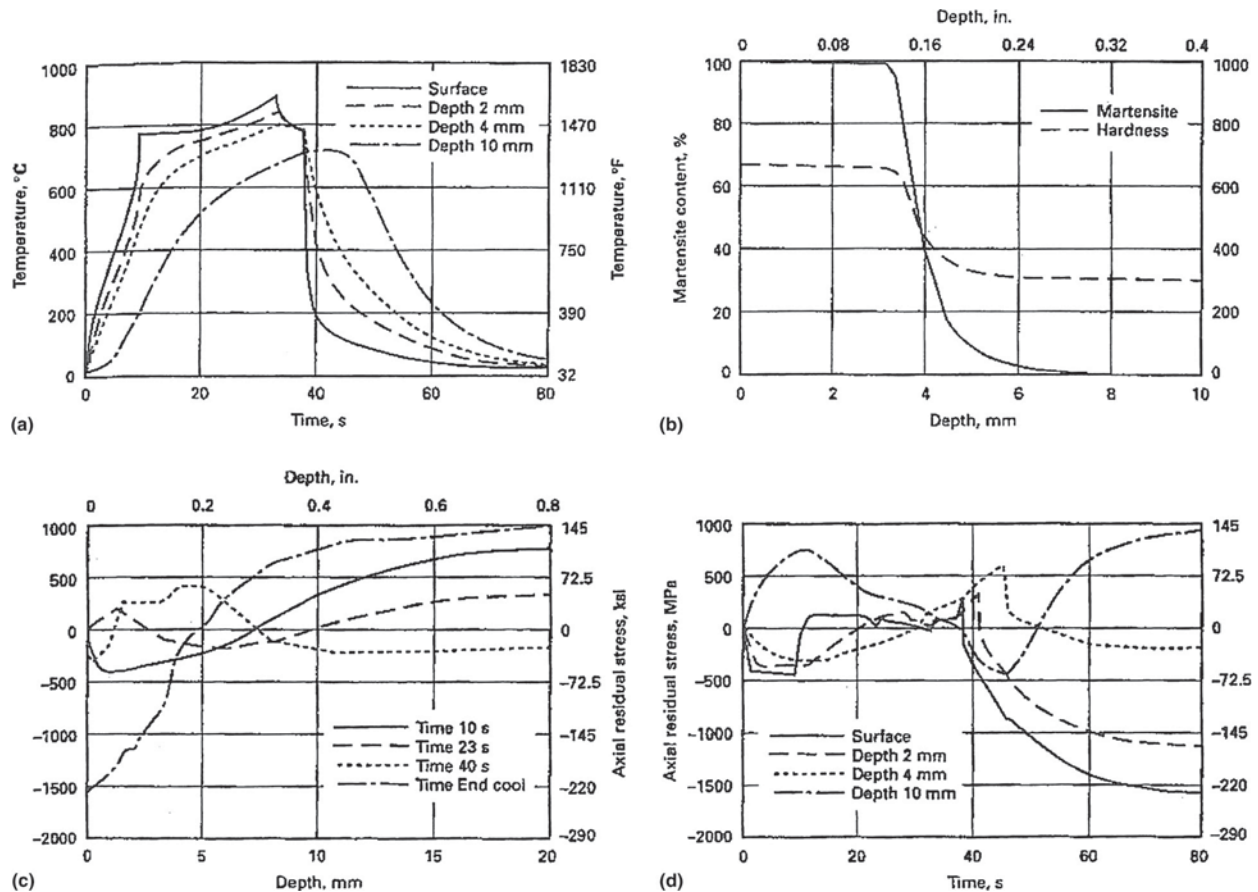 1000
800
600
400
200
0
Temperature, °C
1830
1470
1110
750
390
32
Temperature, °F
Surface
Depth 2 mm
Depth 4 mm
Depth 10 mm
0 20 40 60 80
Time, s
(a)
Depth, in.
0 0.08 0.16 0.24 0.32 0.4
100
80
60
40
20
0
Martensite content, %
1000
800
600
400
200
0
Martensite
Hardness
0 2 4 6 8 10
Depth, mm
(b)
Depth, in.
0 0.2 0.4 0.6 0.8
1000
500
0
-500
-1000
-1500
-2000
145
72.5
0
-72.5
-145
-220
-290
Axial residual stress, ksi
Time 10 s
Time 23 s
Time 40 s
Time End cool
0 5 10 15 20
Depth, mm
(c)
1000
500
0
-500
-1000
-1500
-2000
Axial residual stress, MPa
145
72.5
0
-72.5
-145
-220
-290
Surface
Depth 2 mm
Depth 4 mm
Depth 10 mm
0 20 40 60 80
Time, s
(d)